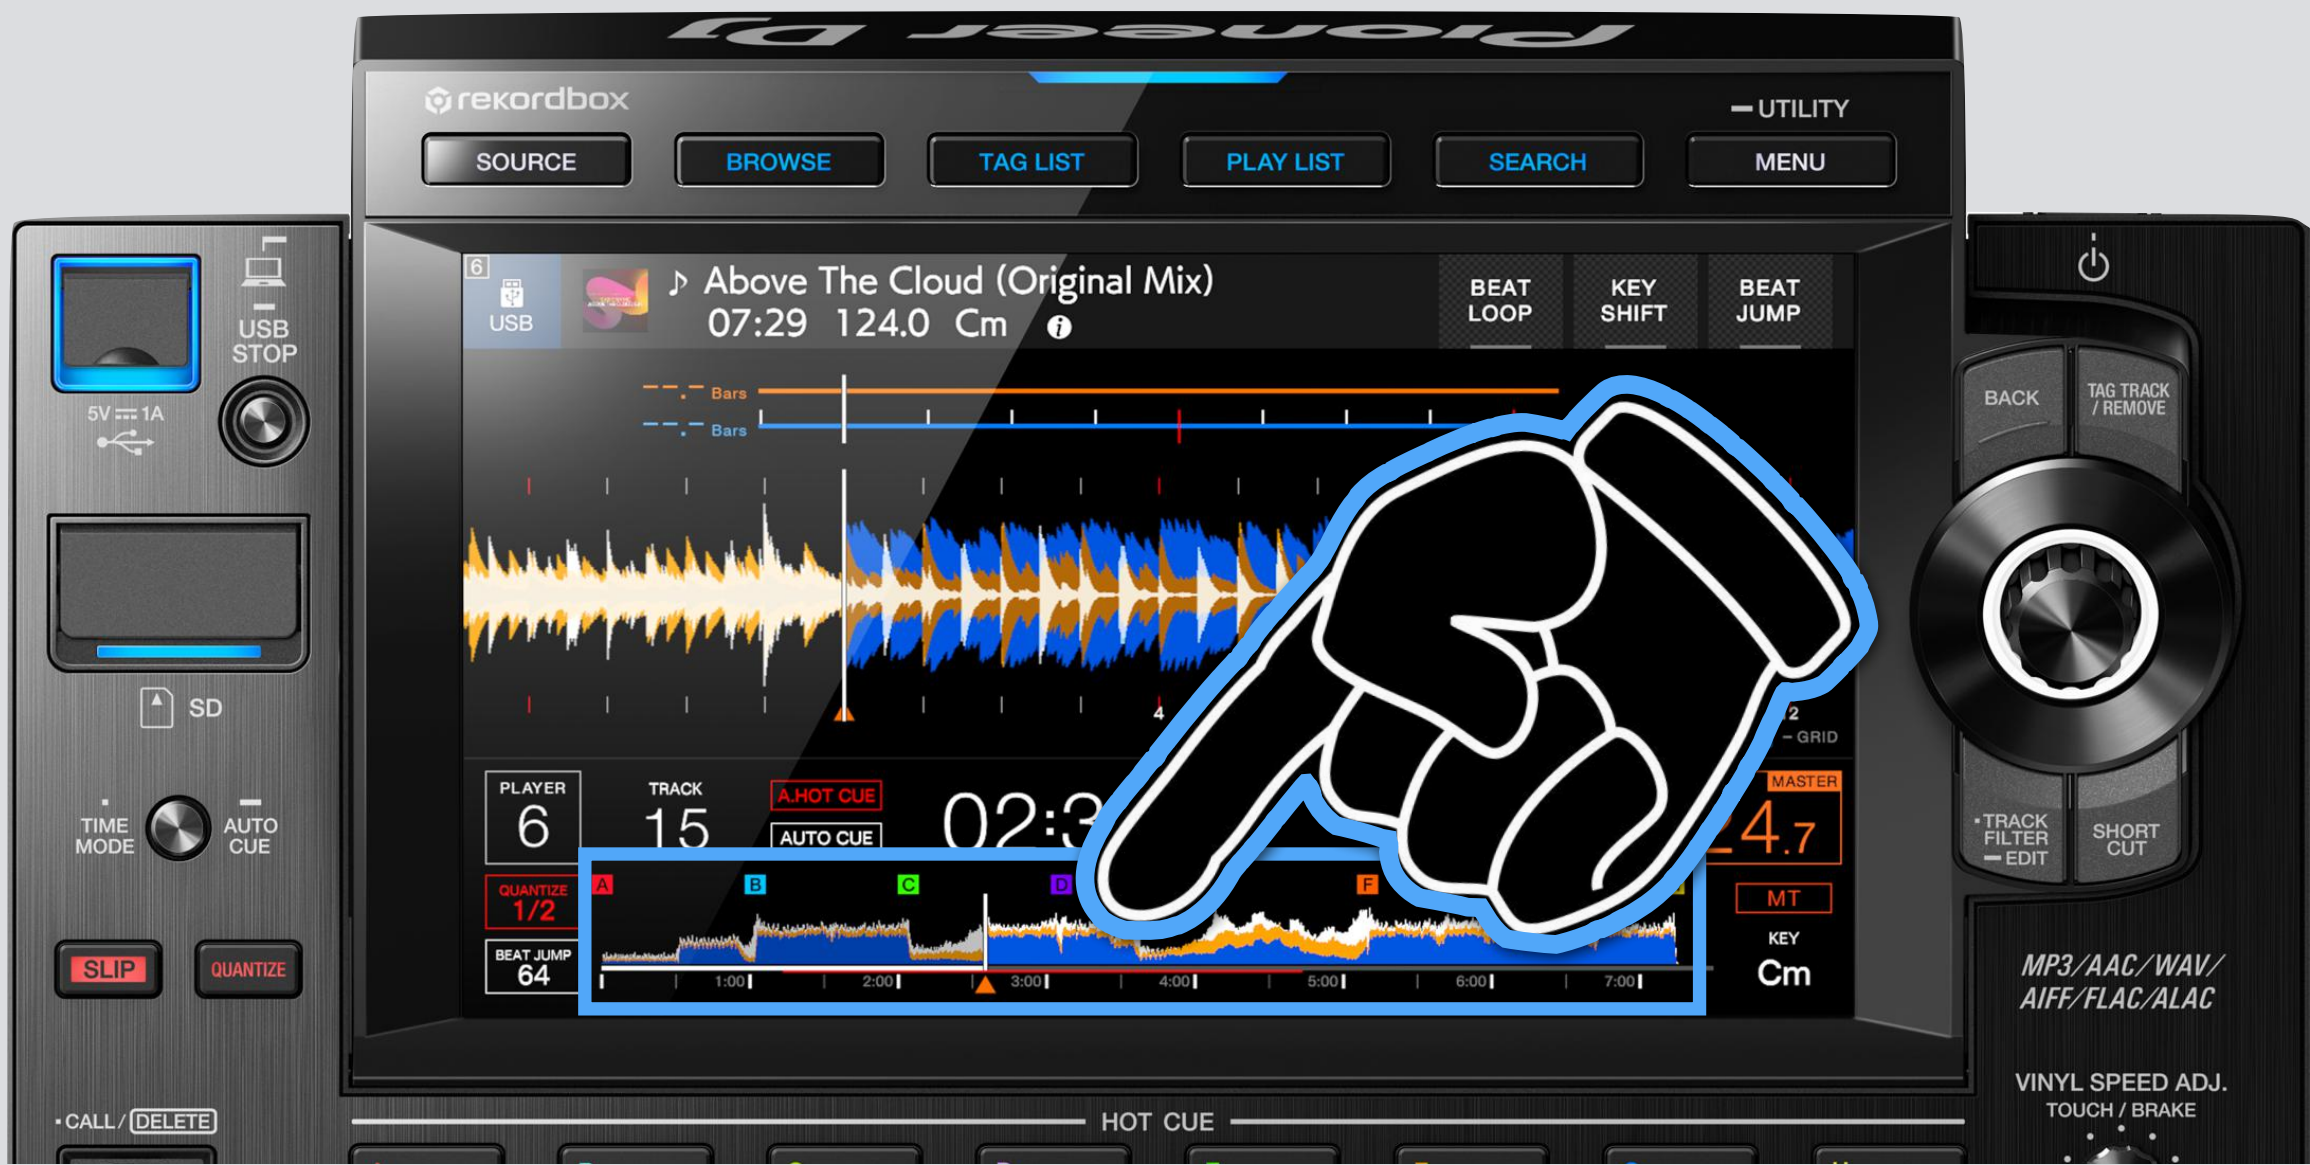 Pioneer Dj
rekordbox
UTILITY
SOURCE
BROWSE
TAG LIST
PLAY LIST
SEARCH
MENU
6
USB
♪ Above The Cloud (Original Mix)
07:29 124.0 Cm i
BEAT LOOP
KEY SHIFT
BEAT JUMP
USB STOP
5V 1A
SD
TIME MODE
AUTO CUE
SLIP
QUANTIZE
CALL/DELETE
--.- Bars
--.- Bars
4
12
- GRID
PLAYER
6
TRACK
15
A.HOT CUE
AUTO CUE
02:3
MASTER
24.7
QUANTIZE
1/2
A B C D F
MT
BEAT JUMP
64
KEY
Cm
1:00 2:00 3:00 4:00 5:00 6:00 7:00
BACK
TAG TRACK
/ REMOVE
TRACK FILTER
EDIT
SHORT CUT
MP3/AAC/WAV/
AIFF/FLAC/ALAC
VINYL SPEED ADJ.
TOUCH / BRAKE
HOT CUE